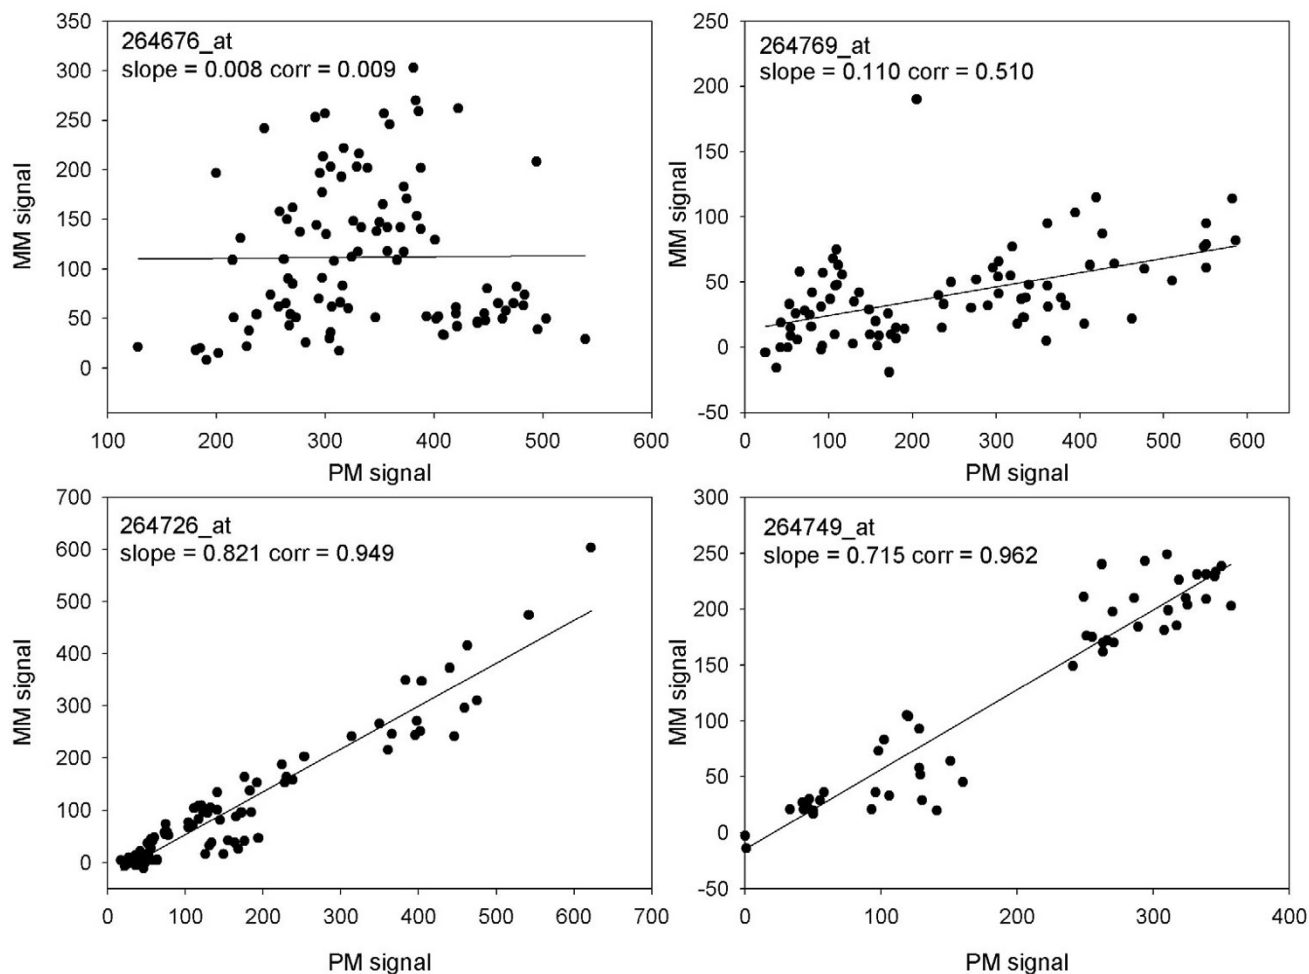 264676_at
slope = 0.008 corr = 0.009
350
300
250
200
150
100
50
0
MM signal
100 200 300 400 500 600
PM signal
264769_at
slope = 0.110 corr = 0.510
250
200
150
100
50
0
-50
MM signal
0 100 200 300 400 500 600
PM signal
264726_at
slope = 0.821 corr = 0.949
700
600
500
400
300
200
100
0
MM signal
0 100 200 300 400 500 600 700
PM signal
264749_at
slope = 0.715 corr = 0.962
300
250
200
150
100
50
0
-50
MM signal
0 100 200 300 400
PM signal